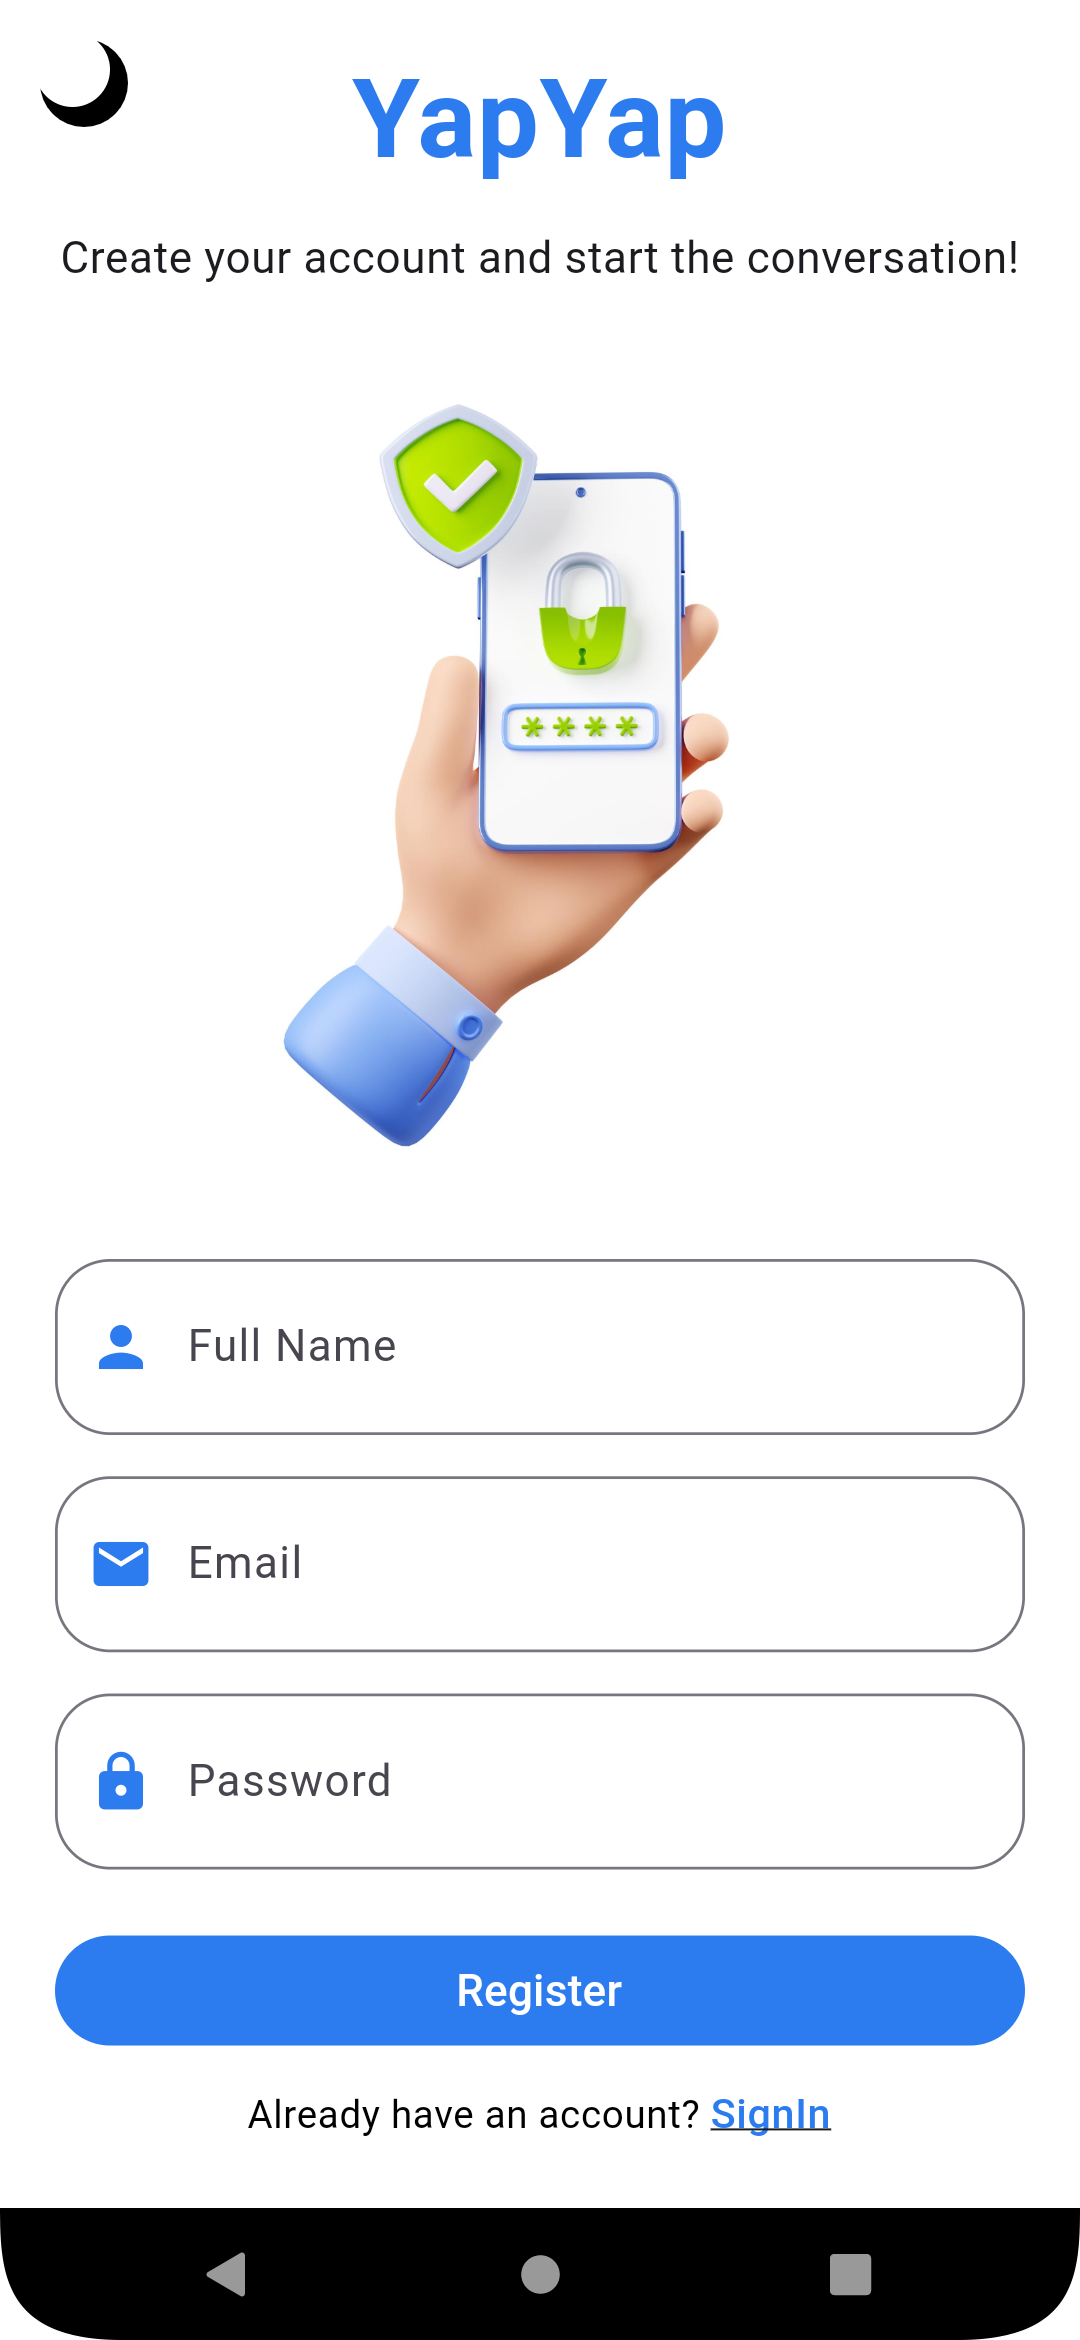 YapYap
Create your account and start the conversation!
****
Full Name
Email
Password
Register
Already have an account? SignIn